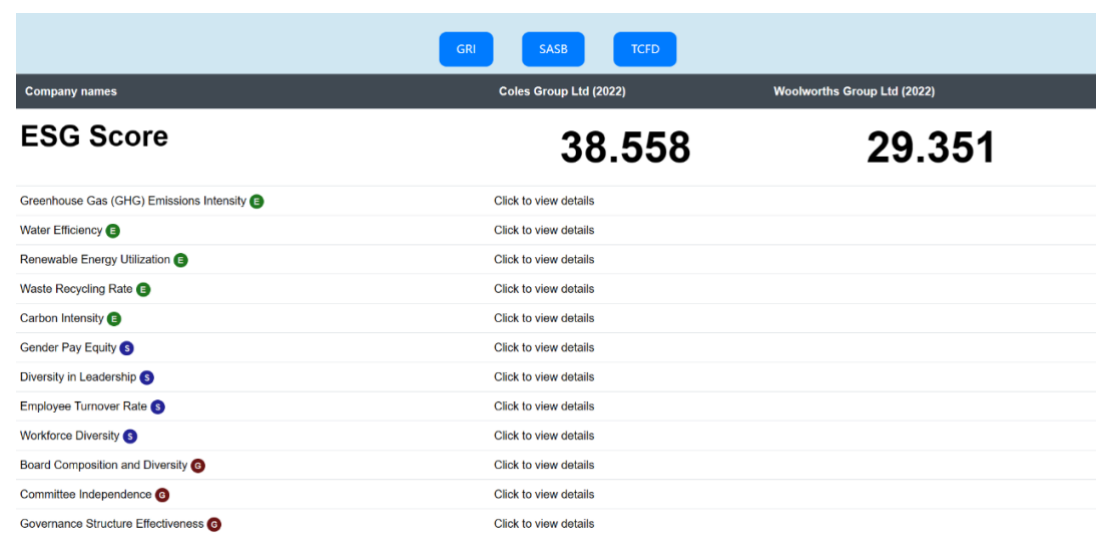 GRI SASB TCFD
Company names Coles Group Ltd (2022) Woolworths Group Ltd (2022)
ESG Score 38.558 29.351
Greenhouse Gas (GHG) Emissions Intensity E Click to view details
Water Efficiency E Click to view details
Renewable Energy Utilization E Click to view details
Waste Recycling Rate E Click to view details
Carbon Intensity E Click to view details
Gender Pay Equity S Click to view details
Diversity in Leadership S Click to view details
Employee Turnover Rate S Click to view details
Workforce Diversity S Click to view details
Board Composition and Diversity G Click to view details
Committee Independence G Click to view details
Governance Structure Effectiveness G Click to view details